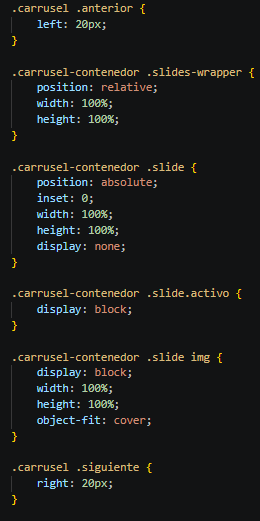 .carrusel .anterior {
left: 20px;
}
.carrusel-contenedor .slides-wrapper {
position: relative;
width: 100%;
height: 100%;
}
.carrusel-contenedor .slide {
position: absolute;
inset: 0;
width: 100%;
height: 100%;
display: none;
}
.carrusel-contenedor .slide.activo {
display: block;
}
.carrusel-contenedor .slide img {
display: block;
width: 100%;
height: 100%;
object-fit: cover;
}
.carrusel .siguiente {
right: 20px;
}